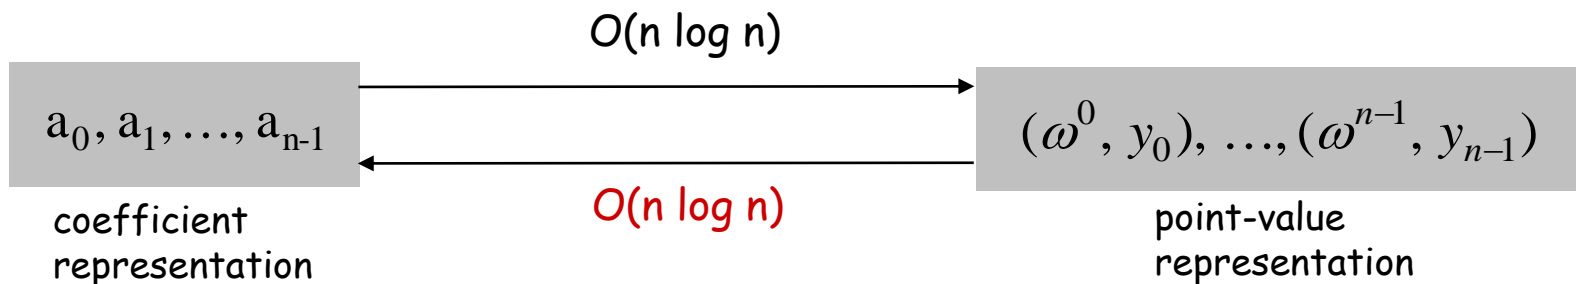 O(n log n)
a₀, a₁, …, aₙ₋₁
(ω⁰, y₀), …, (ωⁿ⁻¹, yₙ₋₁)
O(n log n)
coefficient
representation
point-value
representation